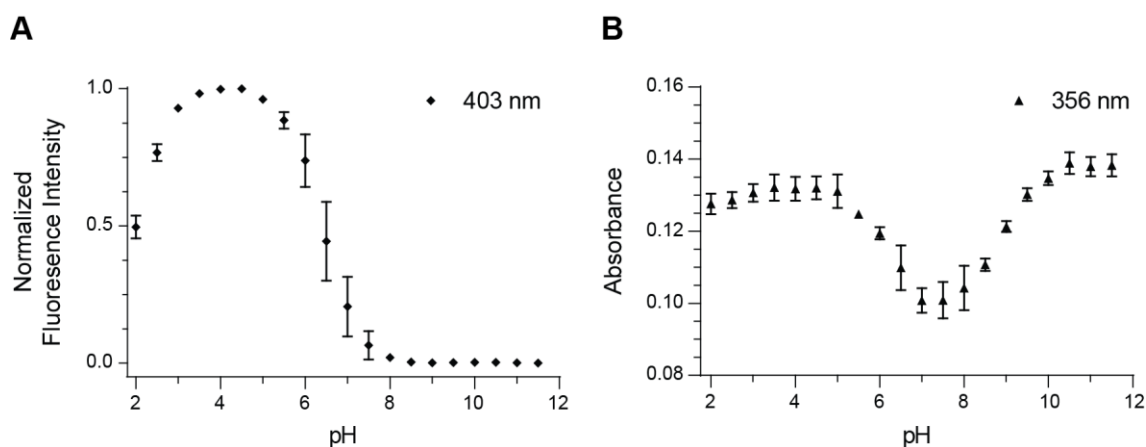 A
Normalized
Fluoresence Intensity
1.0
0.5
0.0
403 nm
2 4 6 8 10 12
pH
B
Absorbance
0.16
0.14
0.12
0.10
0.08
356 nm
2 4 6 8 10 12
pH